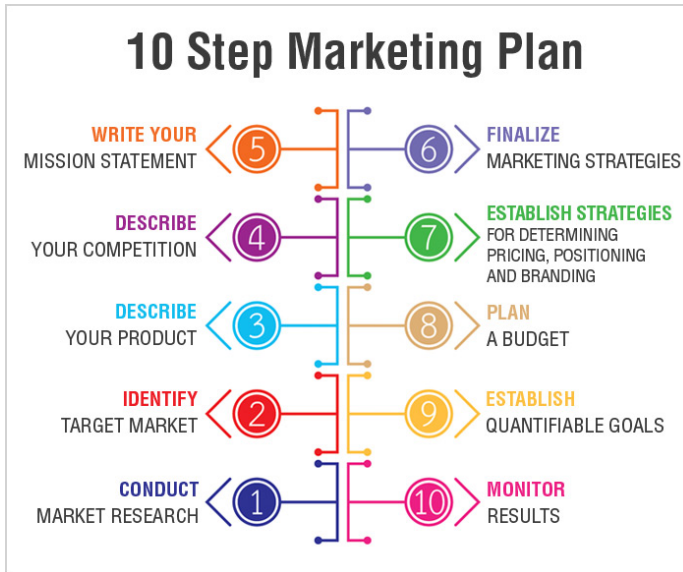 10 Step Marketing Plan
WRITE YOUR
MISSION STATEMENT
5
6
FINALIZE
MARKETING STRATEGIES
DESCRIBE
YOUR COMPETITION
4
7
ESTABLISH STRATEGIES
FOR DETERMINING
PRICING, POSITIONING
AND BRANDING
DESCRIBE
YOUR PRODUCT
3
8
PLAN
A BUDGET
IDENTIFY
TARGET MARKET
2
9
ESTABLISH
QUANTIFIABLE GOALS
CONDUCT
MARKET RESEARCH
1
10
MONITOR
RESULTS